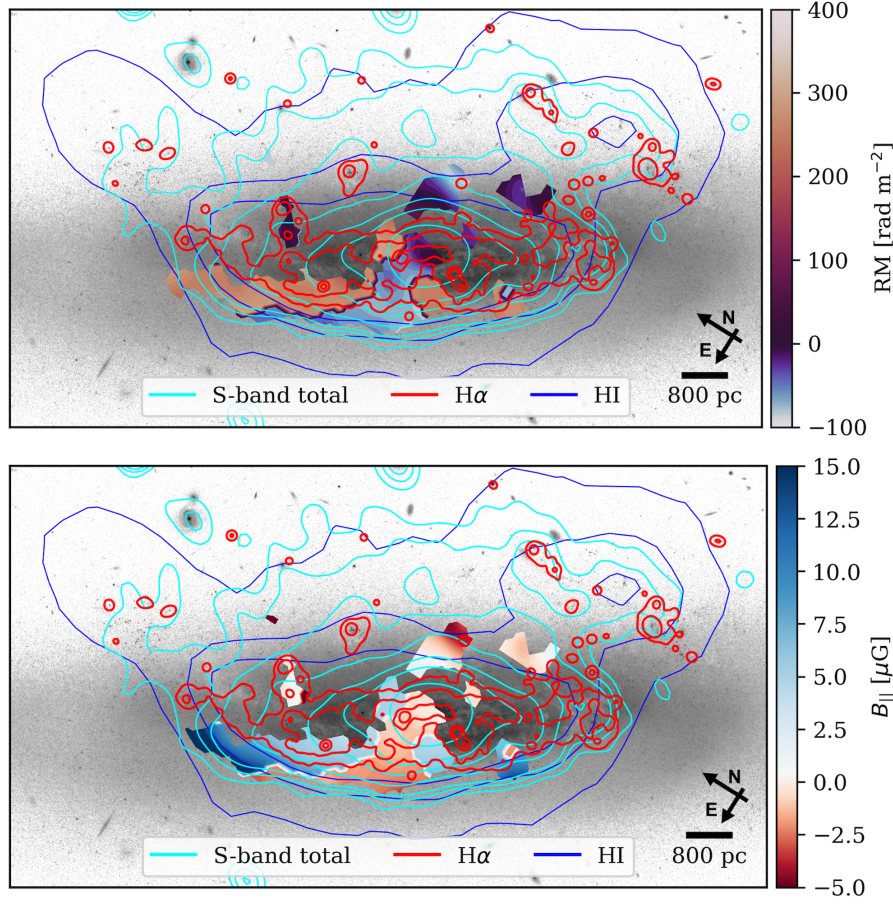 400
300
200
100
0
−100
RM [rad m⁻²]
N
E
800 pc
S-band total Hα HI
15.0
12.5
10.0
7.5
5.0
2.5
0.0
−2.5
−5.0
B|| [μG]
N
E
800 pc
S-band total Hα HI